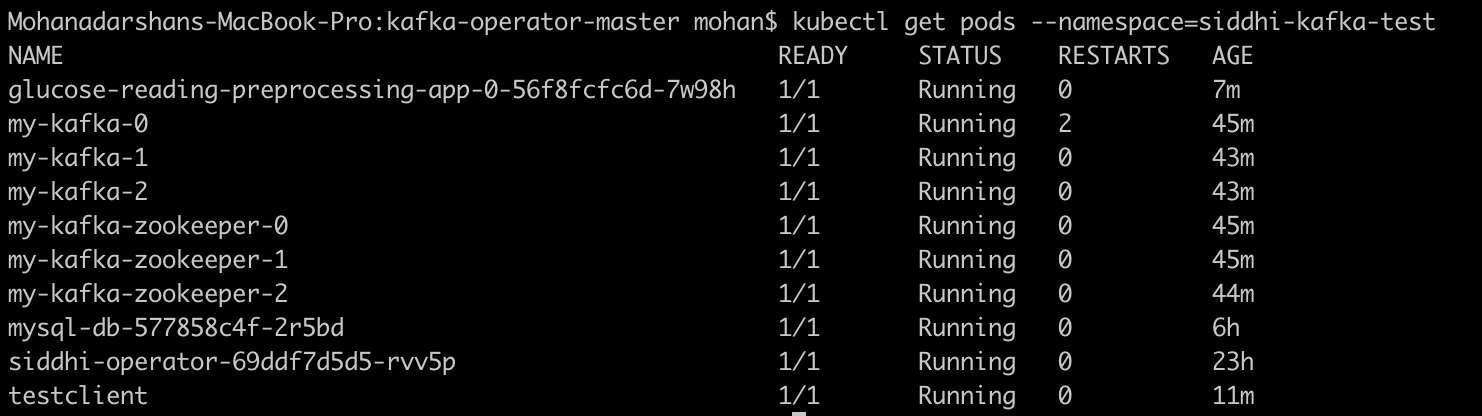 Mohanadarshans-MacBook-Pro:kafka-operator-master mohan$ kubectl get pods --namespace=siddhi-kafka-test
NAME READY STATUS RESTARTS AGE
glucose-reading-preprocessing-app-0-56f8fcfc6d-7w98h 1/1 Running 0 7m
my-kafka-0 1/1 Running 2 45m
my-kafka-1 1/1 Running 0 43m
my-kafka-2 1/1 Running 0 43m
my-kafka-zookeeper-0 1/1 Running 0 45m
my-kafka-zookeeper-1 1/1 Running 0 45m
my-kafka-zookeeper-2 1/1 Running 0 44m
mysql-db-577858c4f-2r5bd 1/1 Running 0 6h
siddhi-operator-69ddf7d5d5-rvv5p 1/1 Running 0 23h
testclient 1/1 Running 0 11m